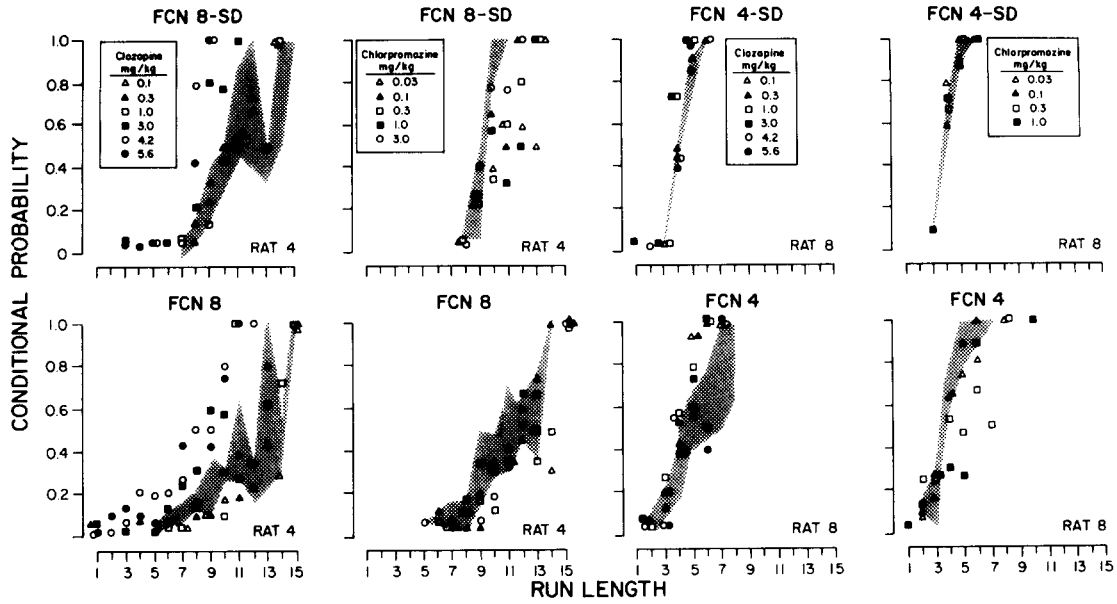 FCN 8-SD
FCN 8-SD
FCN 4-SD
FCN 4-SD
CONDITIONAL PROBABILITY
1.0
0.8
0.6
0.4
0.2
0
Clozapine
mg/kg
0.1
0.3
1.0
3.0
4.2
5.6
RAT 4
Chlorpromazine
mg/kg
0.03
0.1
0.3
1.0
3.0
RAT 4
Clozapine
mg/kg
0.1
0.3
1.0
3.0
4.2
5.6
RAT 8
Chlorpromazine
mg/kg
0.03
0.1
0.3
1.0
RAT 8
FCN 8
FCN 8
FCN 4
FCN 4
1.0
0.8
0.6
0.4
0.2
RAT 4
RAT 4
RAT 8
RAT 8
1 3 5 7 9 11 13 15
1 3 5 7 9 11 13 15
1 3 5 7 9 11 13 15
1 3 5 7 9 11 13 15
RUN LENGTH